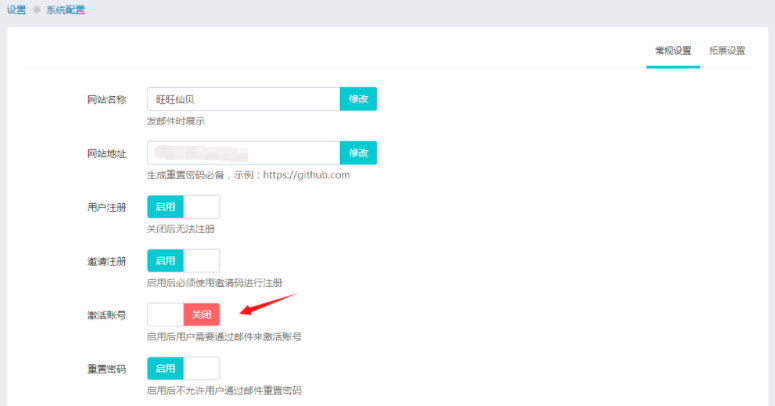 设置 系统配置
常规设置 拓展设置
网站名称 旺旺仙贝 修改
发邮件时展示
网站地址 修改
生成重置密码必备，示例：https://github.com
用户注册 启用
关闭后无法注册
邀请注册 启用
启用后必须使用邀请码进行注册
激活账号 关闭
启用后用户需要通过邮件来激活账号
重置密码 启用
启用后不允许用户通过邮件重置密码